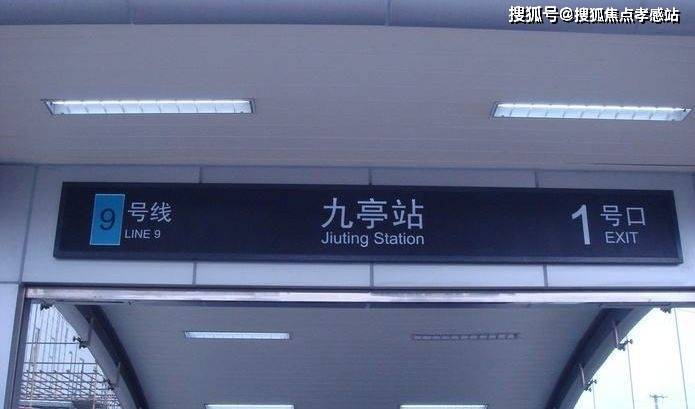 搜狐号@搜狐焦点孝感站
9 号线
LINE 9
九亭站
Jiuting Station
1 号口
EXIT